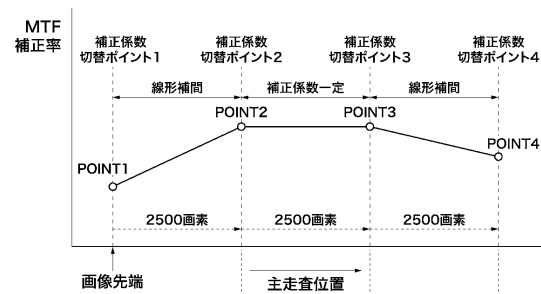 MTF
補正率
補正係数
切替ポイント1
補正係数
切替ポイント2
補正係数
切替ポイント3
補正係数
切替ポイント4
線形補間
補正係数一定
線形補間
POINT1
POINT2
POINT3
POINT4
2500画素
2500画素
2500画素
画像先端
主走査位置